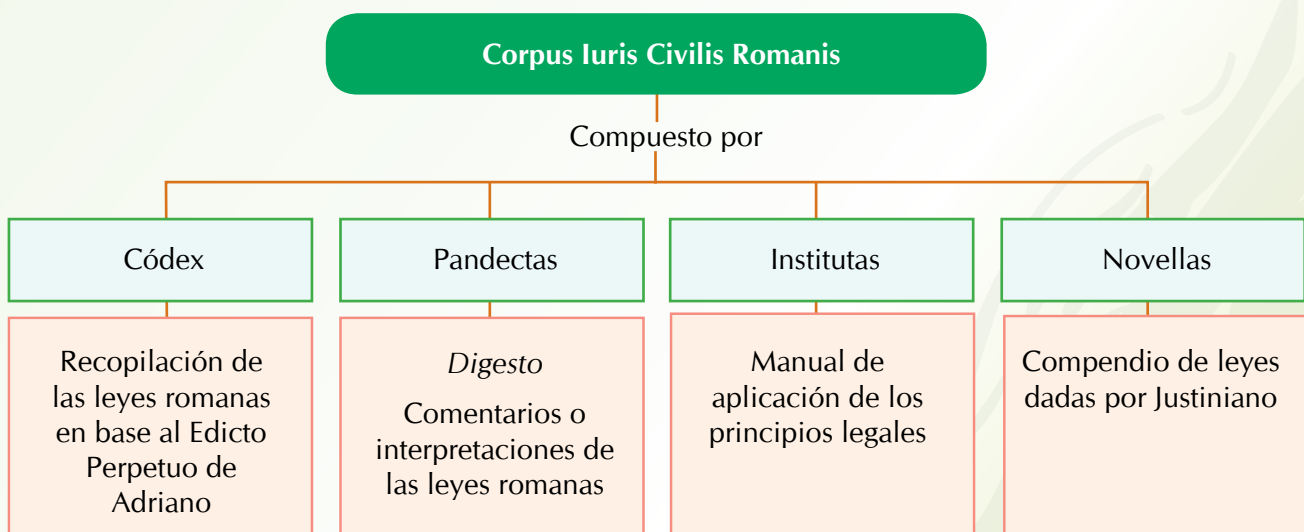 Corpus Iuris Civilis Romanis
Compuesto por
Códex
Pandectas
Institutas
Novellas
Recopilación de
las leyes romanas
en base al Edicto
Perpetuo de
Adriano
Digesto
Comentarios o
interpretaciones de
las leyes romanas
Manual de
aplicación de los
principios legales
Compendio de leyes
dadas por Justiniano